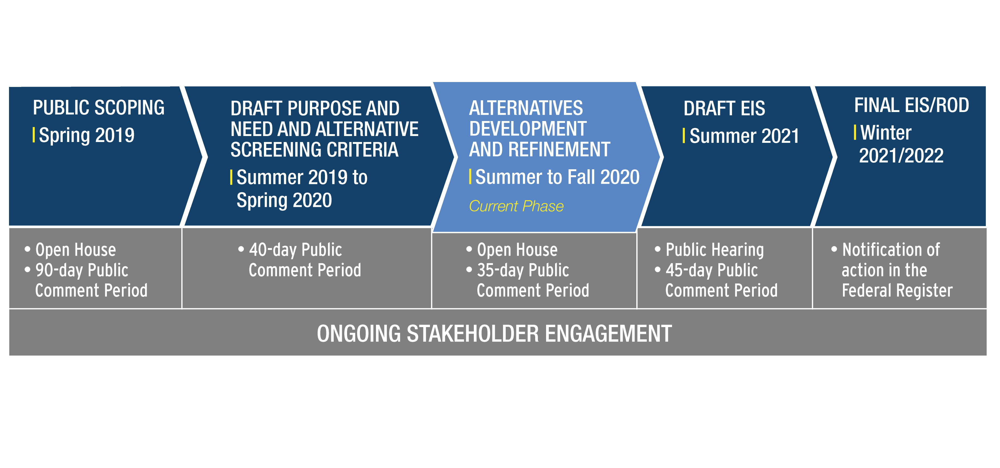 PUBLIC SCOPING
Spring 2019
DRAFT PURPOSE AND
NEED AND ALTERNATIVE
SCREENING CRITERIA
Summer 2019 to
Spring 2020
ALTERNATIVES
DEVELOPMENT
AND REFINEMENT
Summer to Fall 2020
Current Phase
DRAFT EIS
Summer 2021
FINAL EIS/ROD
Winter
2021/2022
• Open House
• 90-day Public
Comment Period
• 40-day Public
Comment Period
• Open House
• 35-day Public
Comment Period
• Public Hearing
• 45-day Public
Comment Period
• Notification of
action in the
Federal Register
ONGOING STAKEHOLDER ENGAGEMENT